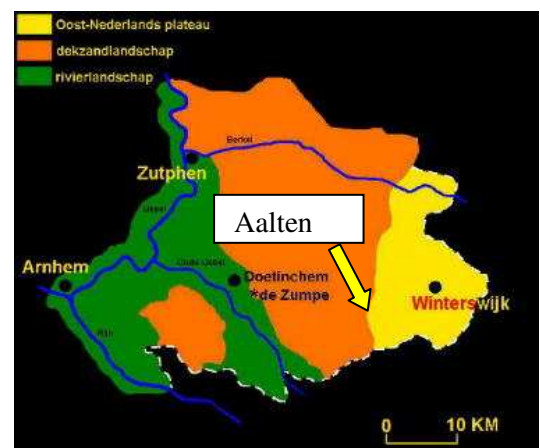 Oost-Nederlands plateau
dekzandlandschap
rivierlandschap
Berkel
Zutphen
Aalten
IJssel
Oude IJssel
Arnhem
Doetinchem
*de Zumpe
Winterswijk
Rijn
0 10 KM